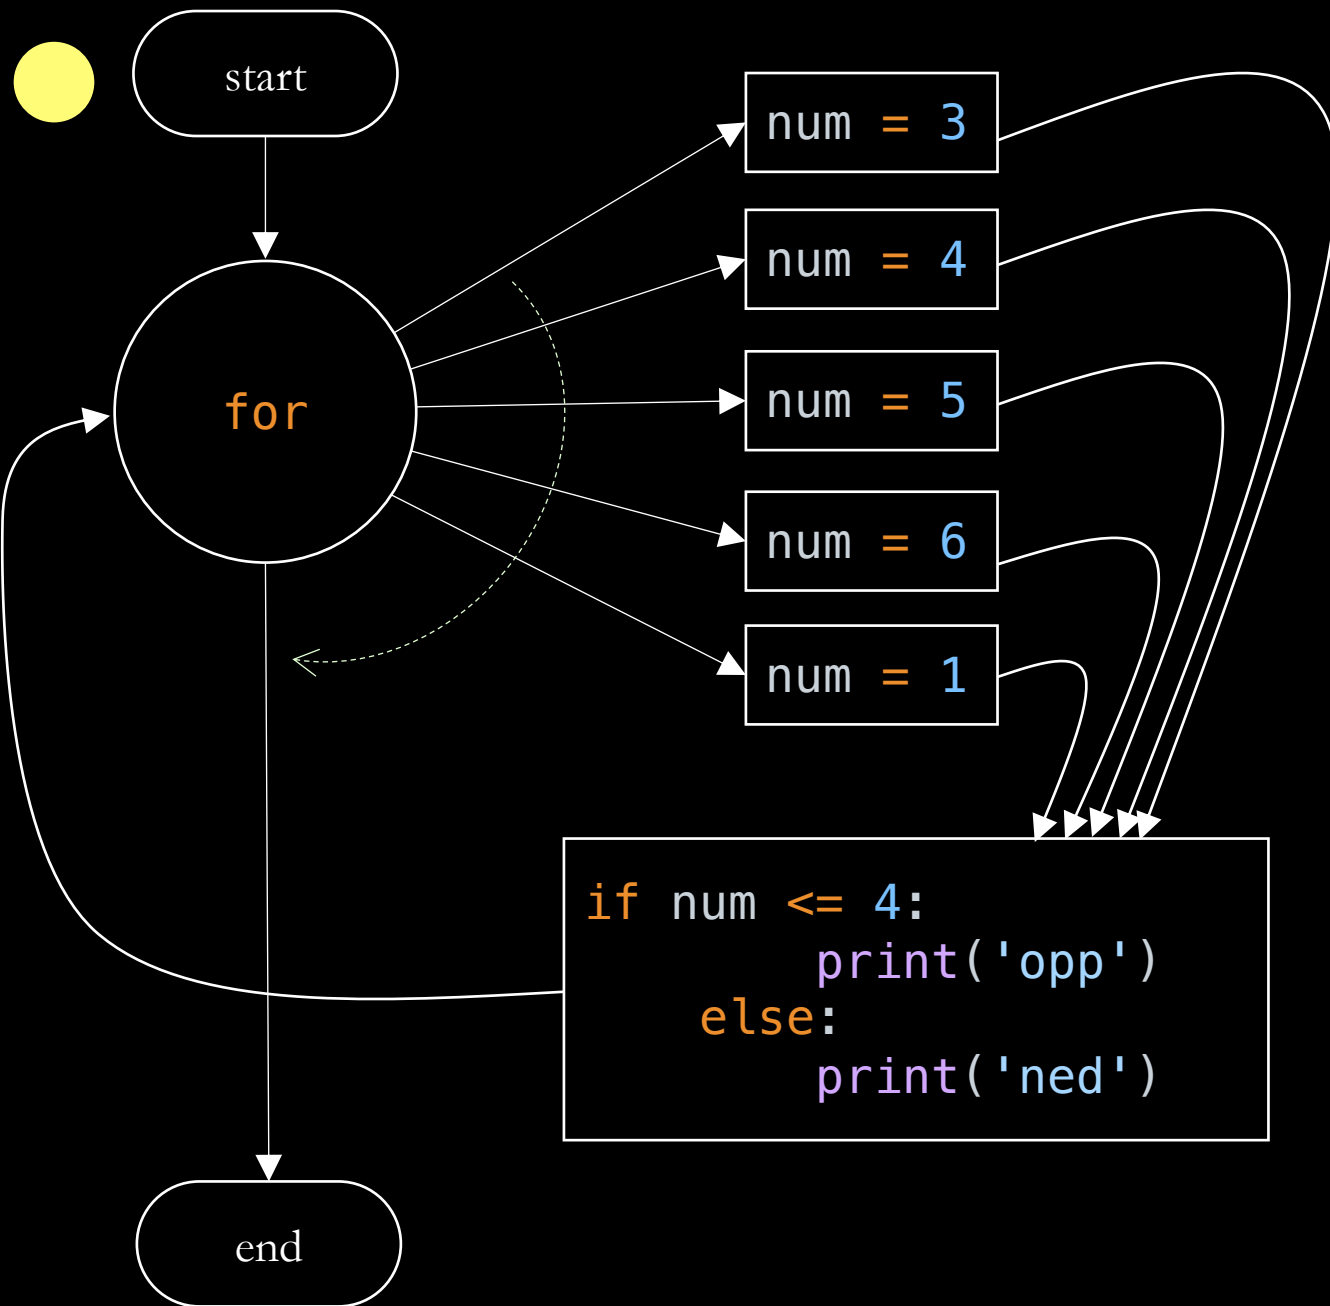 start
num = 3
num = 4
for
num = 5
num = 6
num = 1
if num <= 4:
print('opp')
else:
print('ned')
end